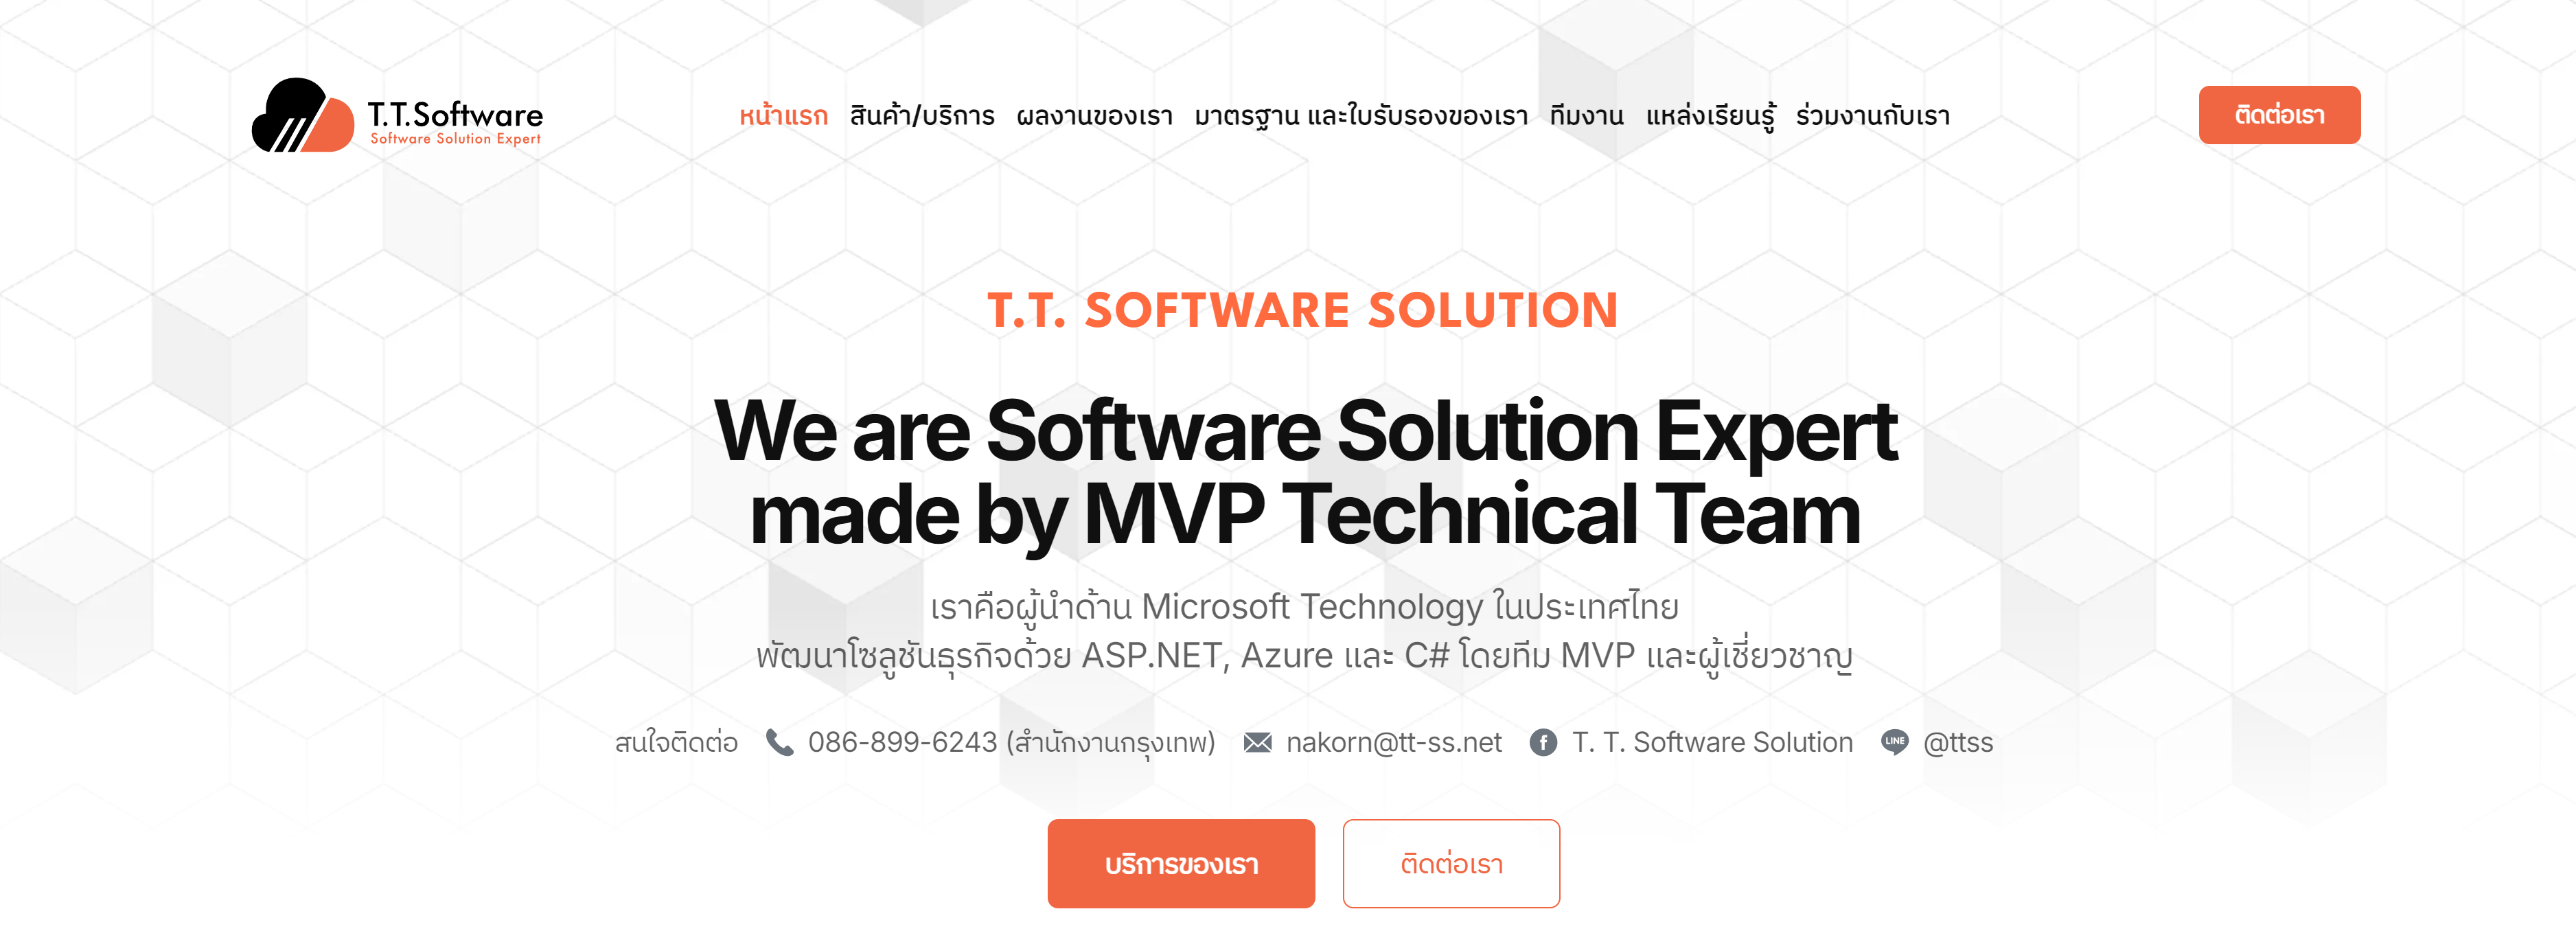 T.T.Software
Software Solution Expert
หน้าแรก สินค้า/บริการ ผลงานของเรา มาตรฐาน และใบรับรองของเรา ทีมงาน แหล่งเรียนรู้ ร่วมงานกับเรา
ติดต่อเรา
T.T. SOFTWARE SOLUTION
We are Software Solution Expert
made by MVP Technical Team
เราคือผู้นำด้าน Microsoft Technology ในประเทศไทย
พัฒนาโซลูชันธุรกิจด้วย ASP.NET, Azure และ C# โดยทีม MVP และผู้เชี่ยวชาญ
สนใจติดต่อ 086-899-6243 (สำนักงานกรุงเทพ) nakorn@tt-ss.net T. T. Software Solution LINE @ttss
บริการของเรา ติดต่อเรา